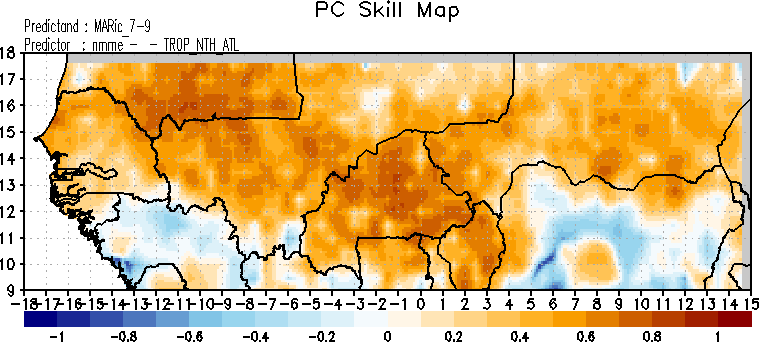 PC Skill Map
Predictand : MARic_7-9
Predictor : nmme - - TROP_NTH_ATL
18
17
16
15
14
13
12
11
10
9
-18 -17 -16 -15 -14 -13 -12 -11 -10 -9 -8 -7 -6 -5 -4 -3 -2 -1 0 1 2 3 4 5 6 7 8 9 10 11 12 13 14 15
-1 -0.8 -0.6 -0.4 -0.2 0 0.2 0.4 0.6 0.8 1